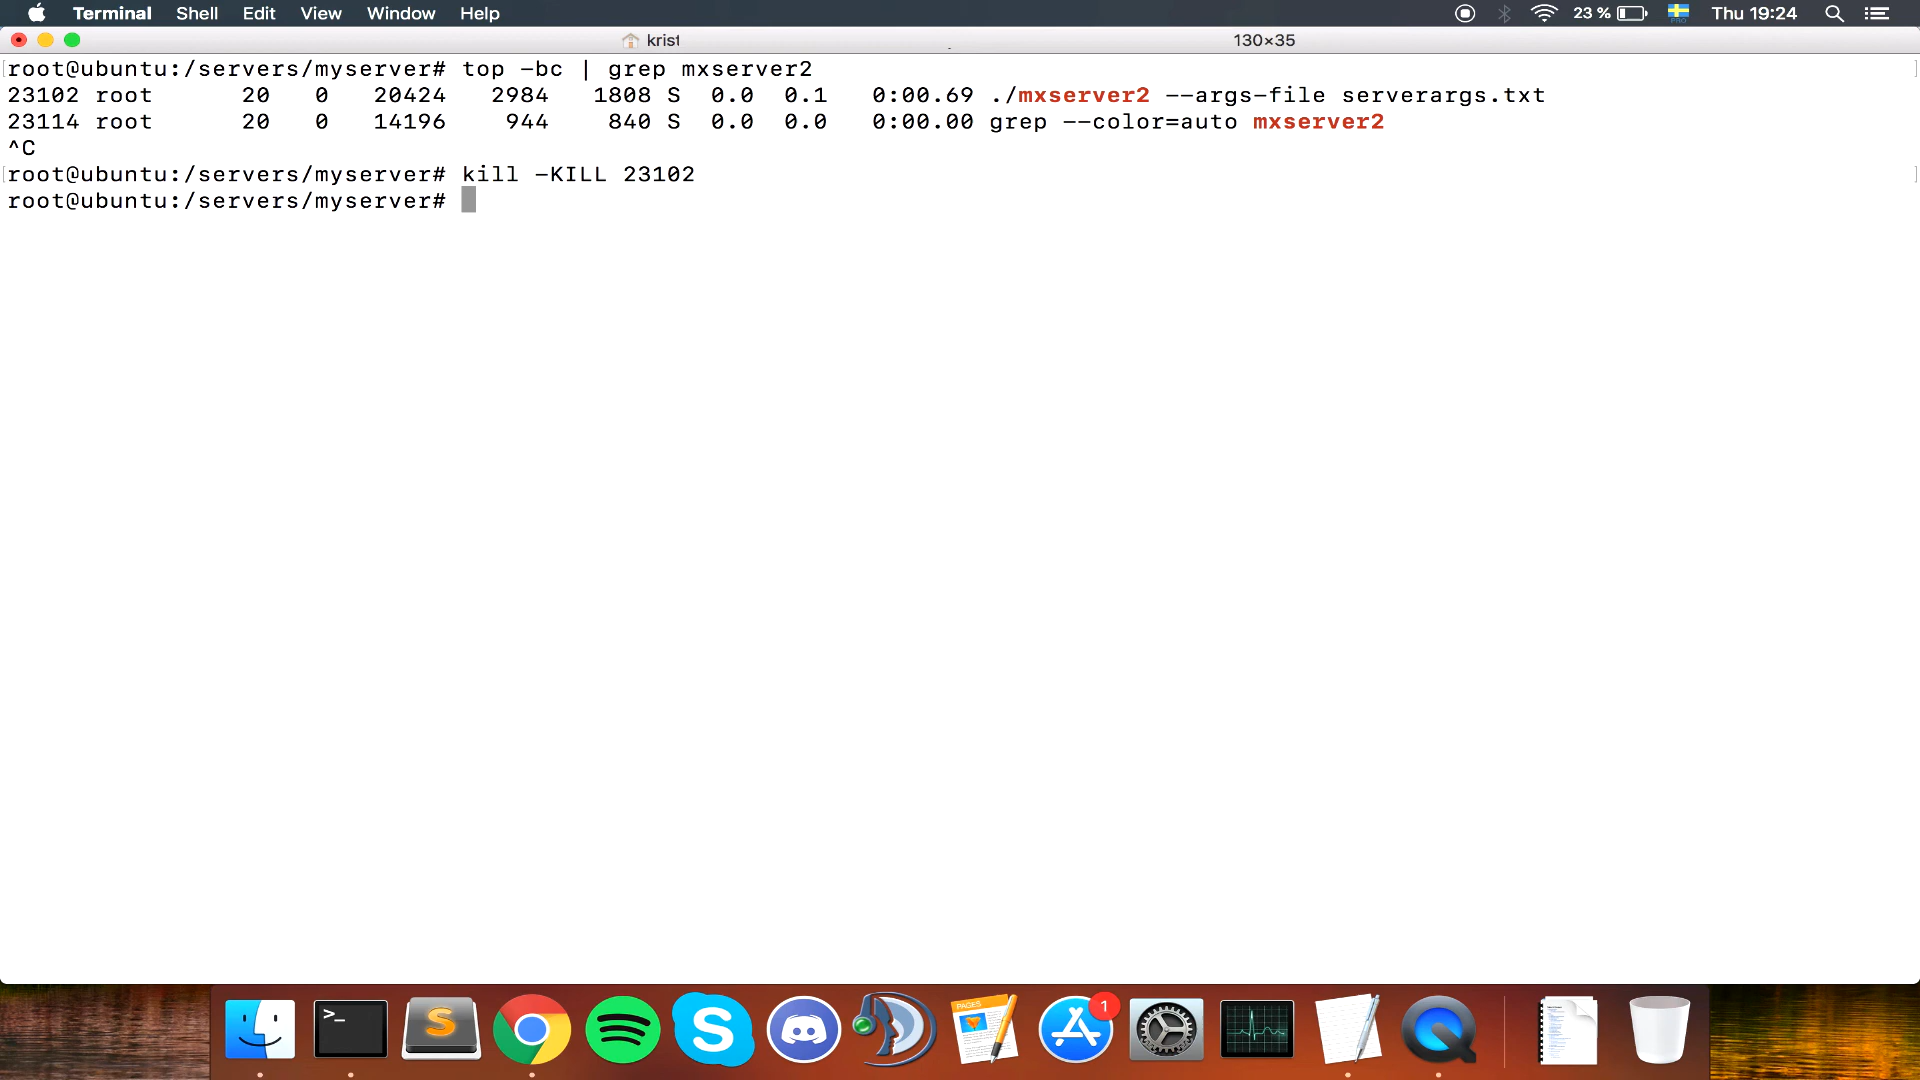 Terminal Shell Edit View Window Help 23 % Thu 19:24
krist 130×35
root@ubuntu:/servers/myserver# top -bc | grep mxserver2
23102 root 20 0 20424 2984 1808 S 0.0 0.1 0:00.69 ./mxserver2 --args-file serverargs.txt
23114 root 20 0 14196 944 840 S 0.0 0.0 0:00.00 grep --color=auto mxserver2
^C
root@ubuntu:/servers/myserver# kill -KILL 23102
root@ubuntu:/servers/myserver#
>_
S
S
PAGES
1